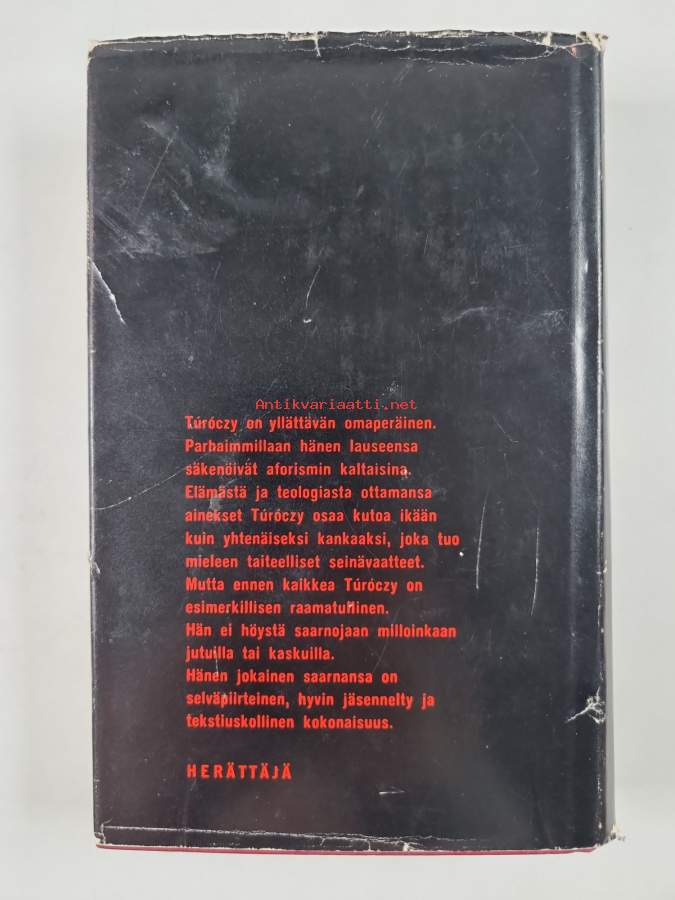 Antikvariaatti.net
Túróczy on yllättävän omaperäinen.
Parhaimmillaan hänen lauseensa
säkenöivät aforismin kaltaisina.
Elämästä ja teologiasta ottamansa
ainekset Túróczy osaa kutoa ikään
kuin yhtenäiseksi kankaaksi, joka tuo
mieleen taiteelliset seinävaatteet.
Mutta ennen kaikkea Túróczy on
esimerkillisen raamatullinen.
Hän ei höystä saarnojaan milloinkaan
jutuilla tai kaskuilla.
Hänen jokainen saarnansa on
selväpiirteinen, hyvin jäsennelty ja
tekstiuskollinen kokonaisuus.
HERÄTTÄJÄ